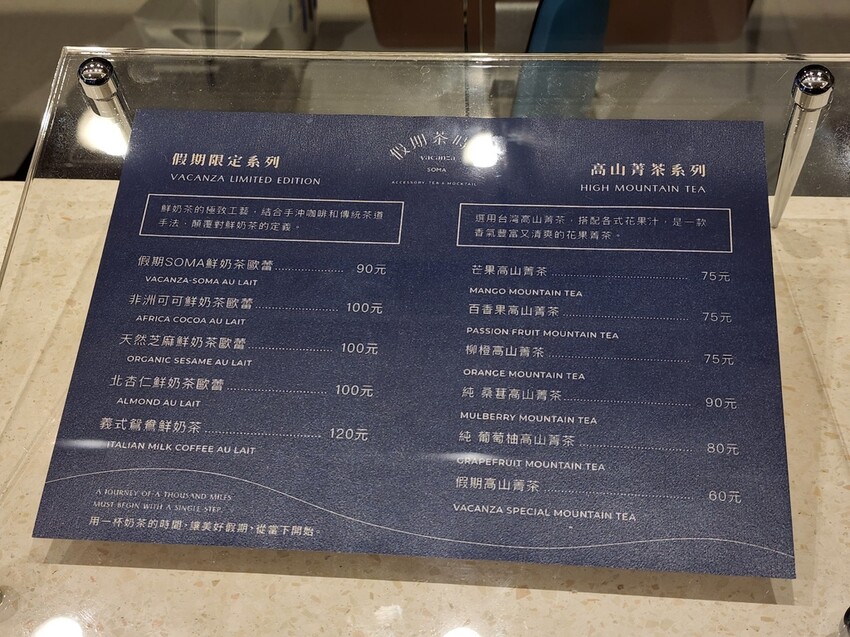 假期茶
vacanza
SOMA
ACCESSORY·TEA & MOCKTAIL
假期限定系列
VACANZA LIMITED EDITION
鮮奶茶的極致工藝，結合手沖咖啡和傳統茶道
手法，顛覆對鮮奶茶的定義。
假期SOMA鮮奶茶歐蕾 90元
VACANZA-SOMA AU LAIT
非洲可可鮮奶茶歐蕾 100元
AFRICA COCOA AU LAIT
天然芝麻鮮奶茶歐蕾 100元
ORGANIC SESAME AU LAIT
北杏仁鮮奶茶歐蕾 100元
ALMOND AU LAIT
義式鴛鴦鮮奶茶 120元
ITALIAN MILK COFFEE AU LAIT
A JOURNEY OF A THOUSAND MILES
MUST BEGIN WITH A SINGLE STEP.
用一杯奶茶的時間，讓美好假期、從當下開始。
高山菁茶系列
HIGH MOUNTAIN TEA
選用台灣高山菁茶，搭配各式花果汁，是一款
香氣豐富又清爽的花果菁茶。
芒果高山菁茶 75元
MANGO MOUNTAIN TEA
百香果高山菁茶 75元
PASSION FRUIT MOUNTAIN TEA
柳橙高山菁茶 75元
ORANGE MOUNTAIN TEA
純 桑葚高山菁茶 90元
MULBERRY MOUNTAIN TEA
純 葡萄柚高山菁茶 80元
GRAPEFRUIT MOUNTAIN TEA
假期高山菁茶 60元
VACANZA SPECIAL MOUNTAIN TEA